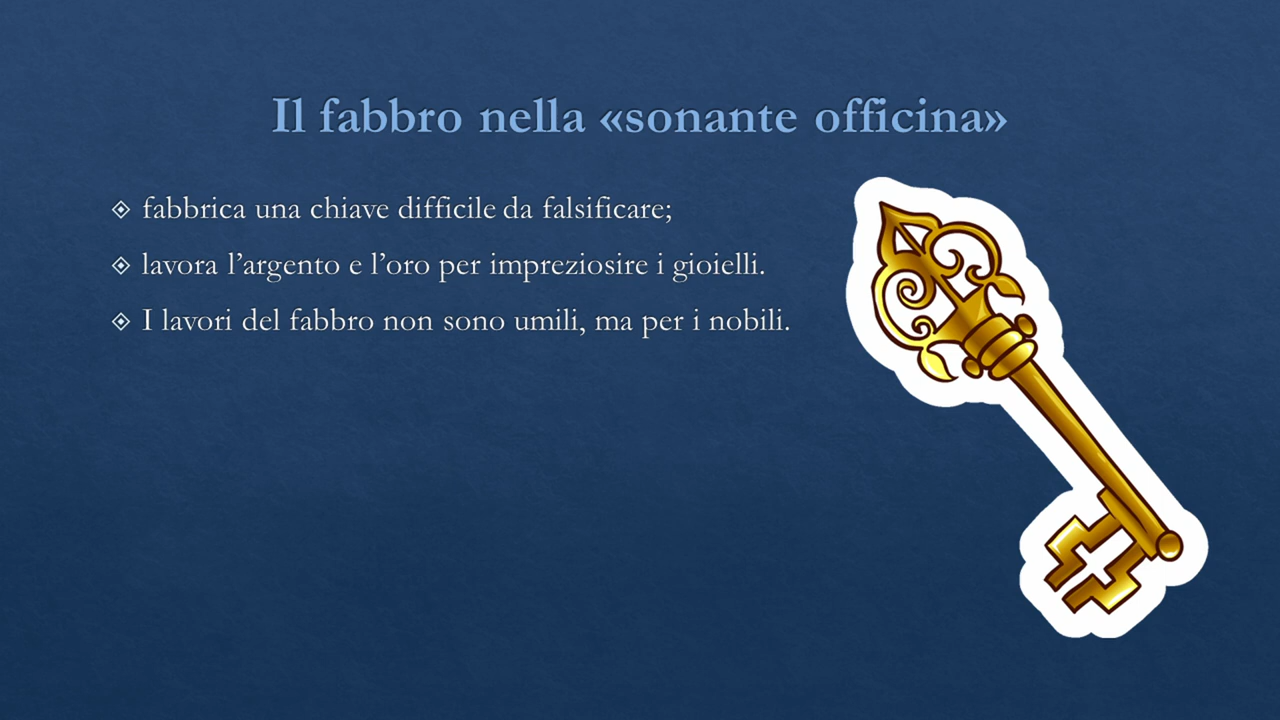 Il fabbro nella «sonante officina»
fabbrica una chiave difficile da falsificare;
lavora l’argento e l’oro per impreziosire i gioielli.
I lavori del fabbro non sono umili, ma per i nobili.